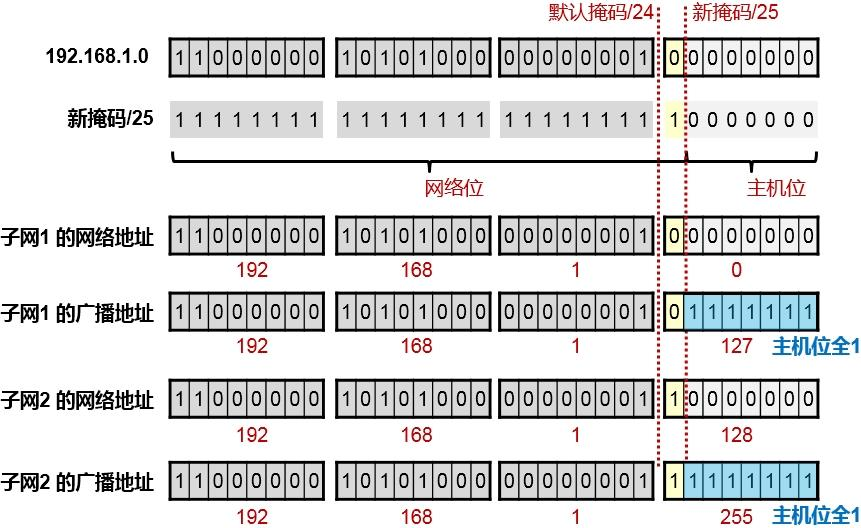 默认掩码/24 新掩码/25
192.168.1.0 1 1 0 0 0 0 0 0 1 0 1 0 1 0 0 0 0 0 0 0 0 0 0 1 0 0 0 0 0 0 0 0
新掩码/25 1 1 1 1 1 1 1 1 1 1 1 1 1 1 1 1 1 1 1 1 1 1 1 1 1 0 0 0 0 0 0 0
网络位 主机位
子网1 的网络地址 1 1 0 0 0 0 0 0 1 0 1 0 1 0 0 0 0 0 0 0 0 0 0 1 0 0 0 0 0 0 0 0
192 168 1 0
子网1 的广播地址 1 1 0 0 0 0 0 0 1 0 1 0 1 0 0 0 0 0 0 0 0 0 0 1 0 1 1 1 1 1 1 1
192 168 1 127 主机位全1
子网2 的网络地址 1 1 0 0 0 0 0 0 1 0 1 0 1 0 0 0 0 0 0 0 0 0 0 1 1 0 0 0 0 0 0 0
192 168 1 128
子网2 的广播地址 1 1 0 0 0 0 0 0 1 0 1 0 1 0 0 0 0 0 0 0 0 0 0 1 1 1 1 1 1 1 1 1
192 168 1 255 主机位全1